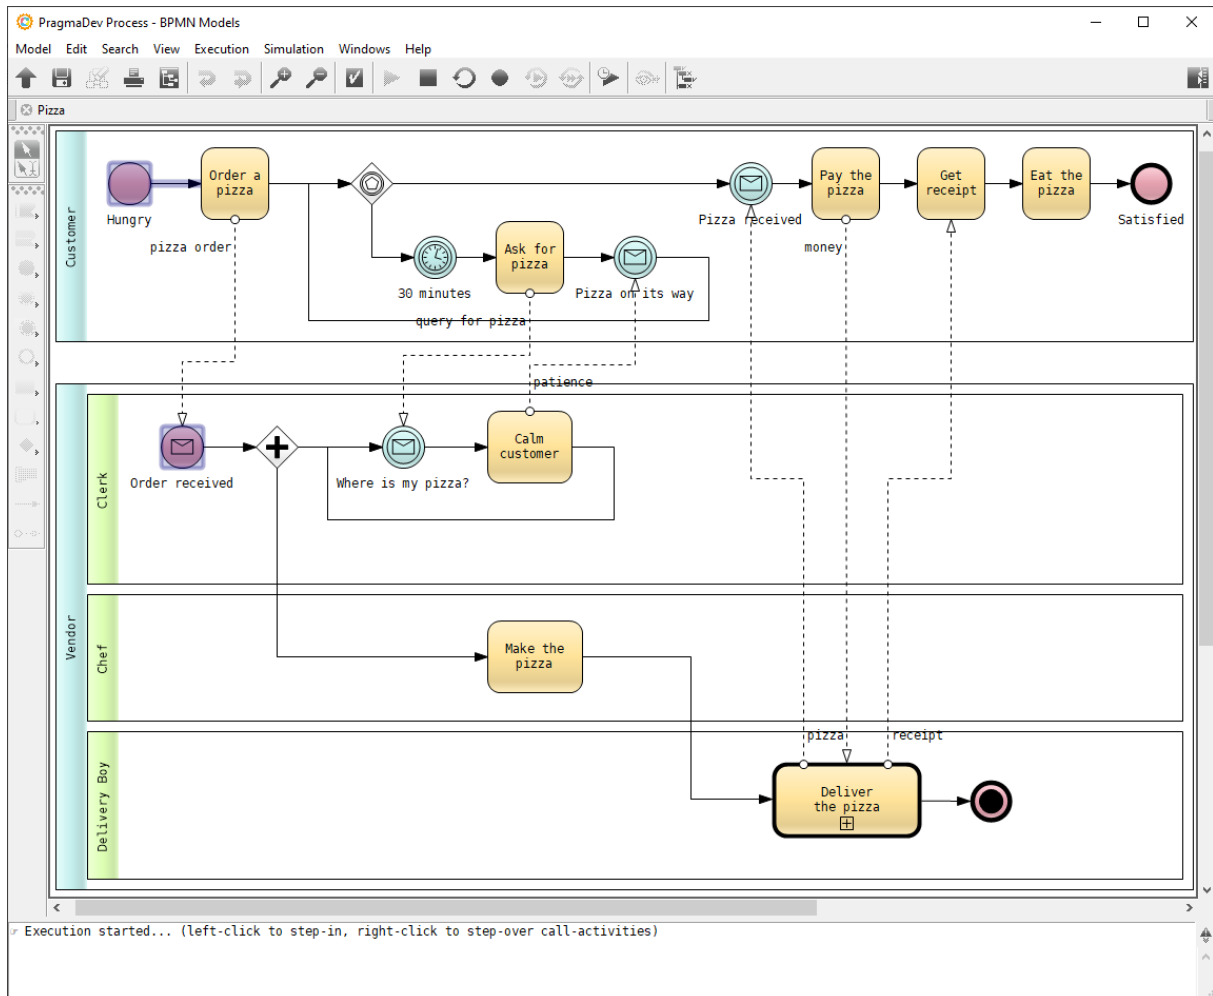 PragmaDev Process - BPMN Models
Model Edit Search View Execution Simulation Windows Help
Pizza
Customer
Hungry
Order a
pizza
pizza order
30 minutes
Ask for
pizza
query for pizza
Pizza on its way
Pizza received
Pay the
pizza
money
Get
receipt
Eat the
pizza
Satisfied
patience
Vendor
Clerk
Order received
Where is my pizza?
Calm
customer
Chef
Make the
pizza
Delivery Boy
pizza
receipt
Deliver
the pizza
Execution started... (left-click to step-in, right-click to step-over call-activities)